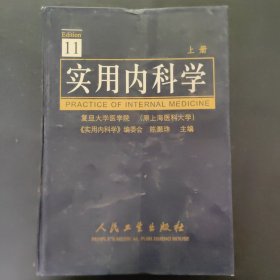 Edition
11
上册
实用内科学
PRACTICE OF INTERNAL MEDICINE
复旦大学医学院 (原上海医科大学)
《实用内科学》编委会 陈灏珠 主编
人民卫生出版社
PEOPLE'S MEDICAL PUBLISHING HOUSE